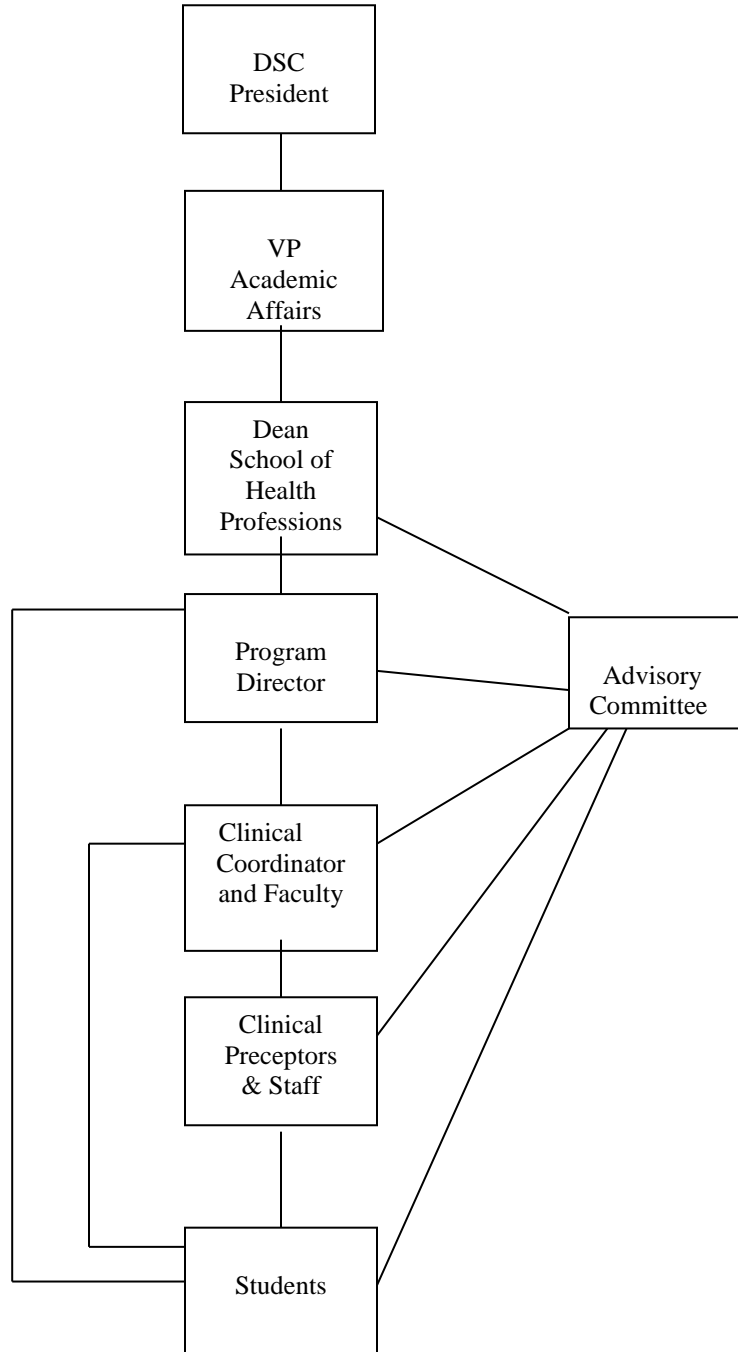 DSC
President
VP
Academic
Affairs
Dean
School of
Health
Professions
Program
Director
Advisory
Committee
Clinical
Coordinator
and Faculty
Clinical
Preceptors
& Staff
Students